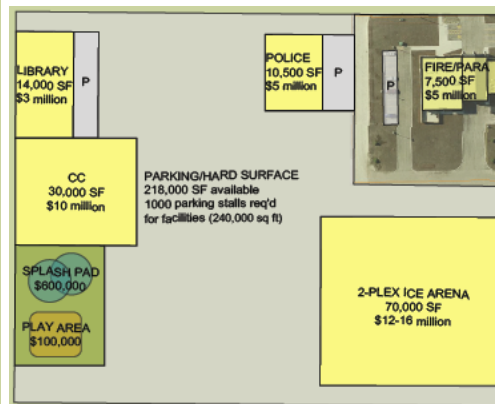 LIBRARY
14,000 SF
$3 million
P
POLICE
10,500 SF
$5 million
P
P
FIRE/PARA
7,500 SF
$5 million
CC
30,000 SF
$10 million
PARKING/HARD SURFACE
218,000 SF available
1000 parking stalls req'd
for facilities (240,000 sq ft)
SPLASH PAD
$600,000
PLAY AREA
$100,000
2-PLEX ICE ARENA
70,000 SF
$12-16 million